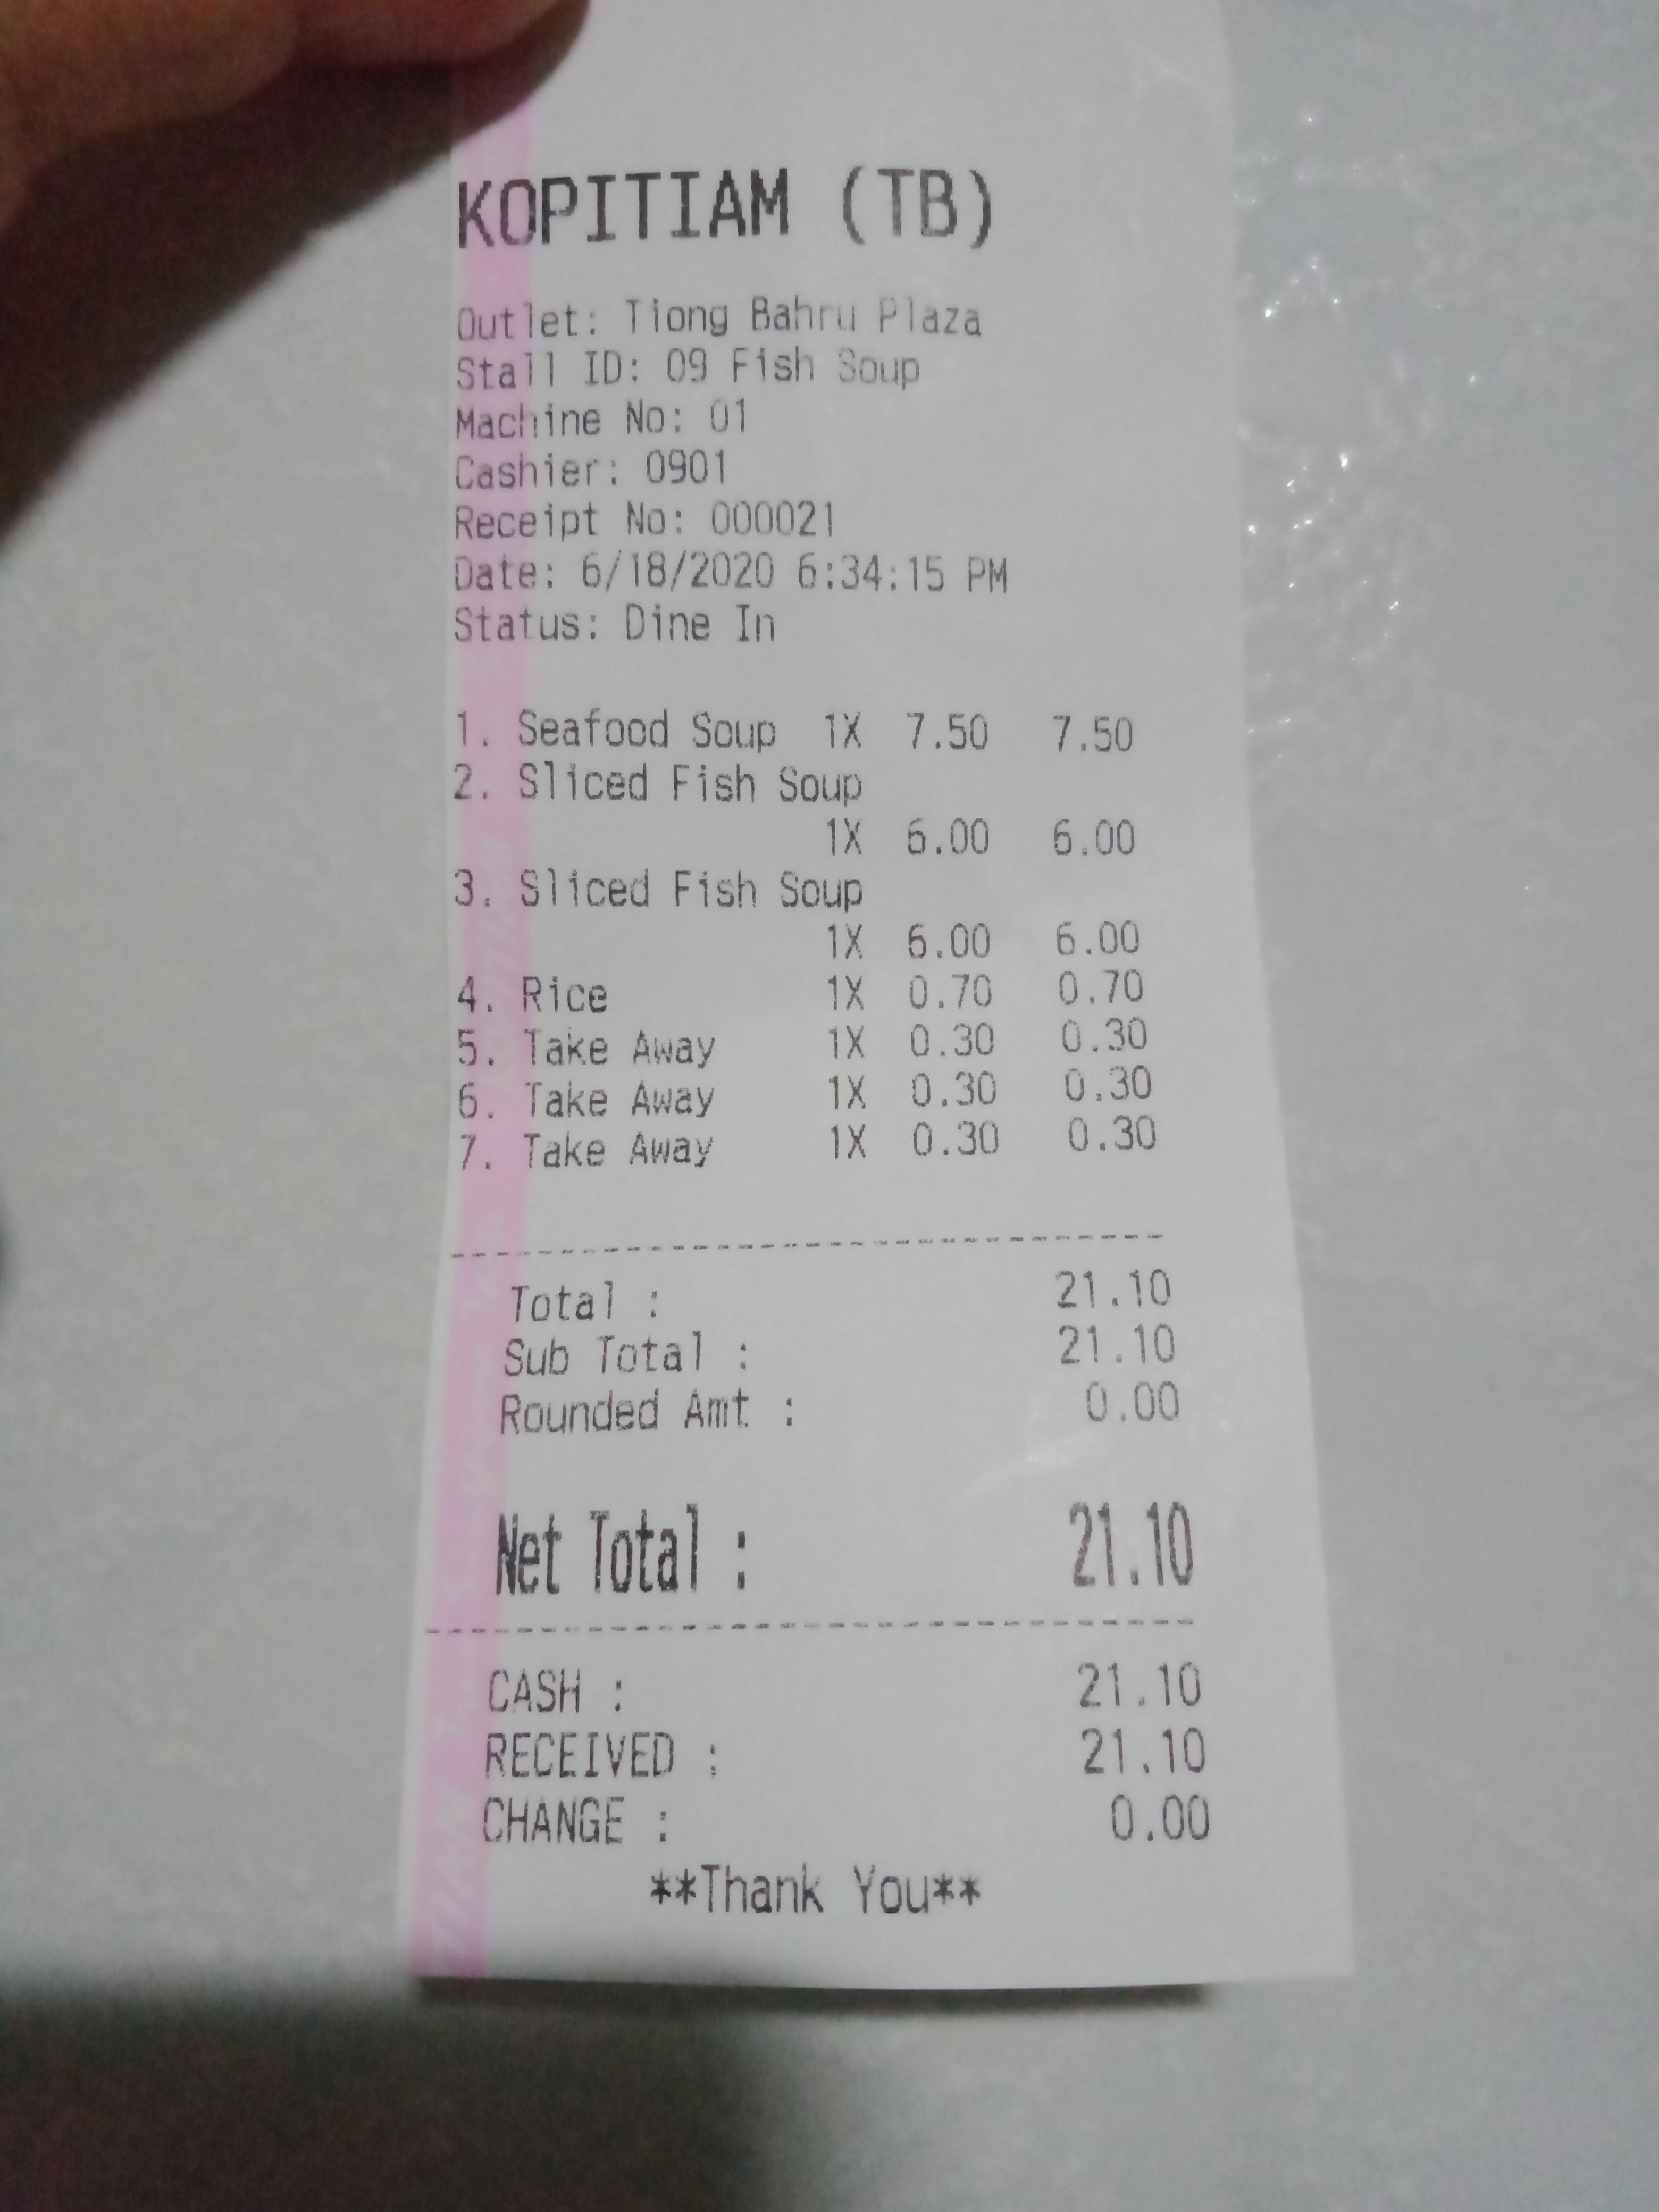 KOPITIAM (TB)
Outlet: Tiong Bahru Plaza
Stall ID: 09 Fish Soup
Machine No: 01
Cashier: 0901
Receipt No: 000021
Date: 6/18/2020 6:34:15 PM
Status: Dine In
1. Seafood Soup 1X 7.50 7.50
2. Sliced Fish Soup
1X 6.00 6.00
3. Sliced Fish Soup
1X 6.00 6.00
4. Rice 1X 0.70 0.70
5. Take Away 1X 0.30 0.30
6. Take Away 1X 0.30 0.30
7. Take Away 1X 0.30 0.30
Total : 21.10
Sub Total : 21.10
Rounded Amt : 0.00
Net Total : 21.10
CASH : 21.10
RECEIVED : 21.10
CHANGE : 0.00
**Thank You**